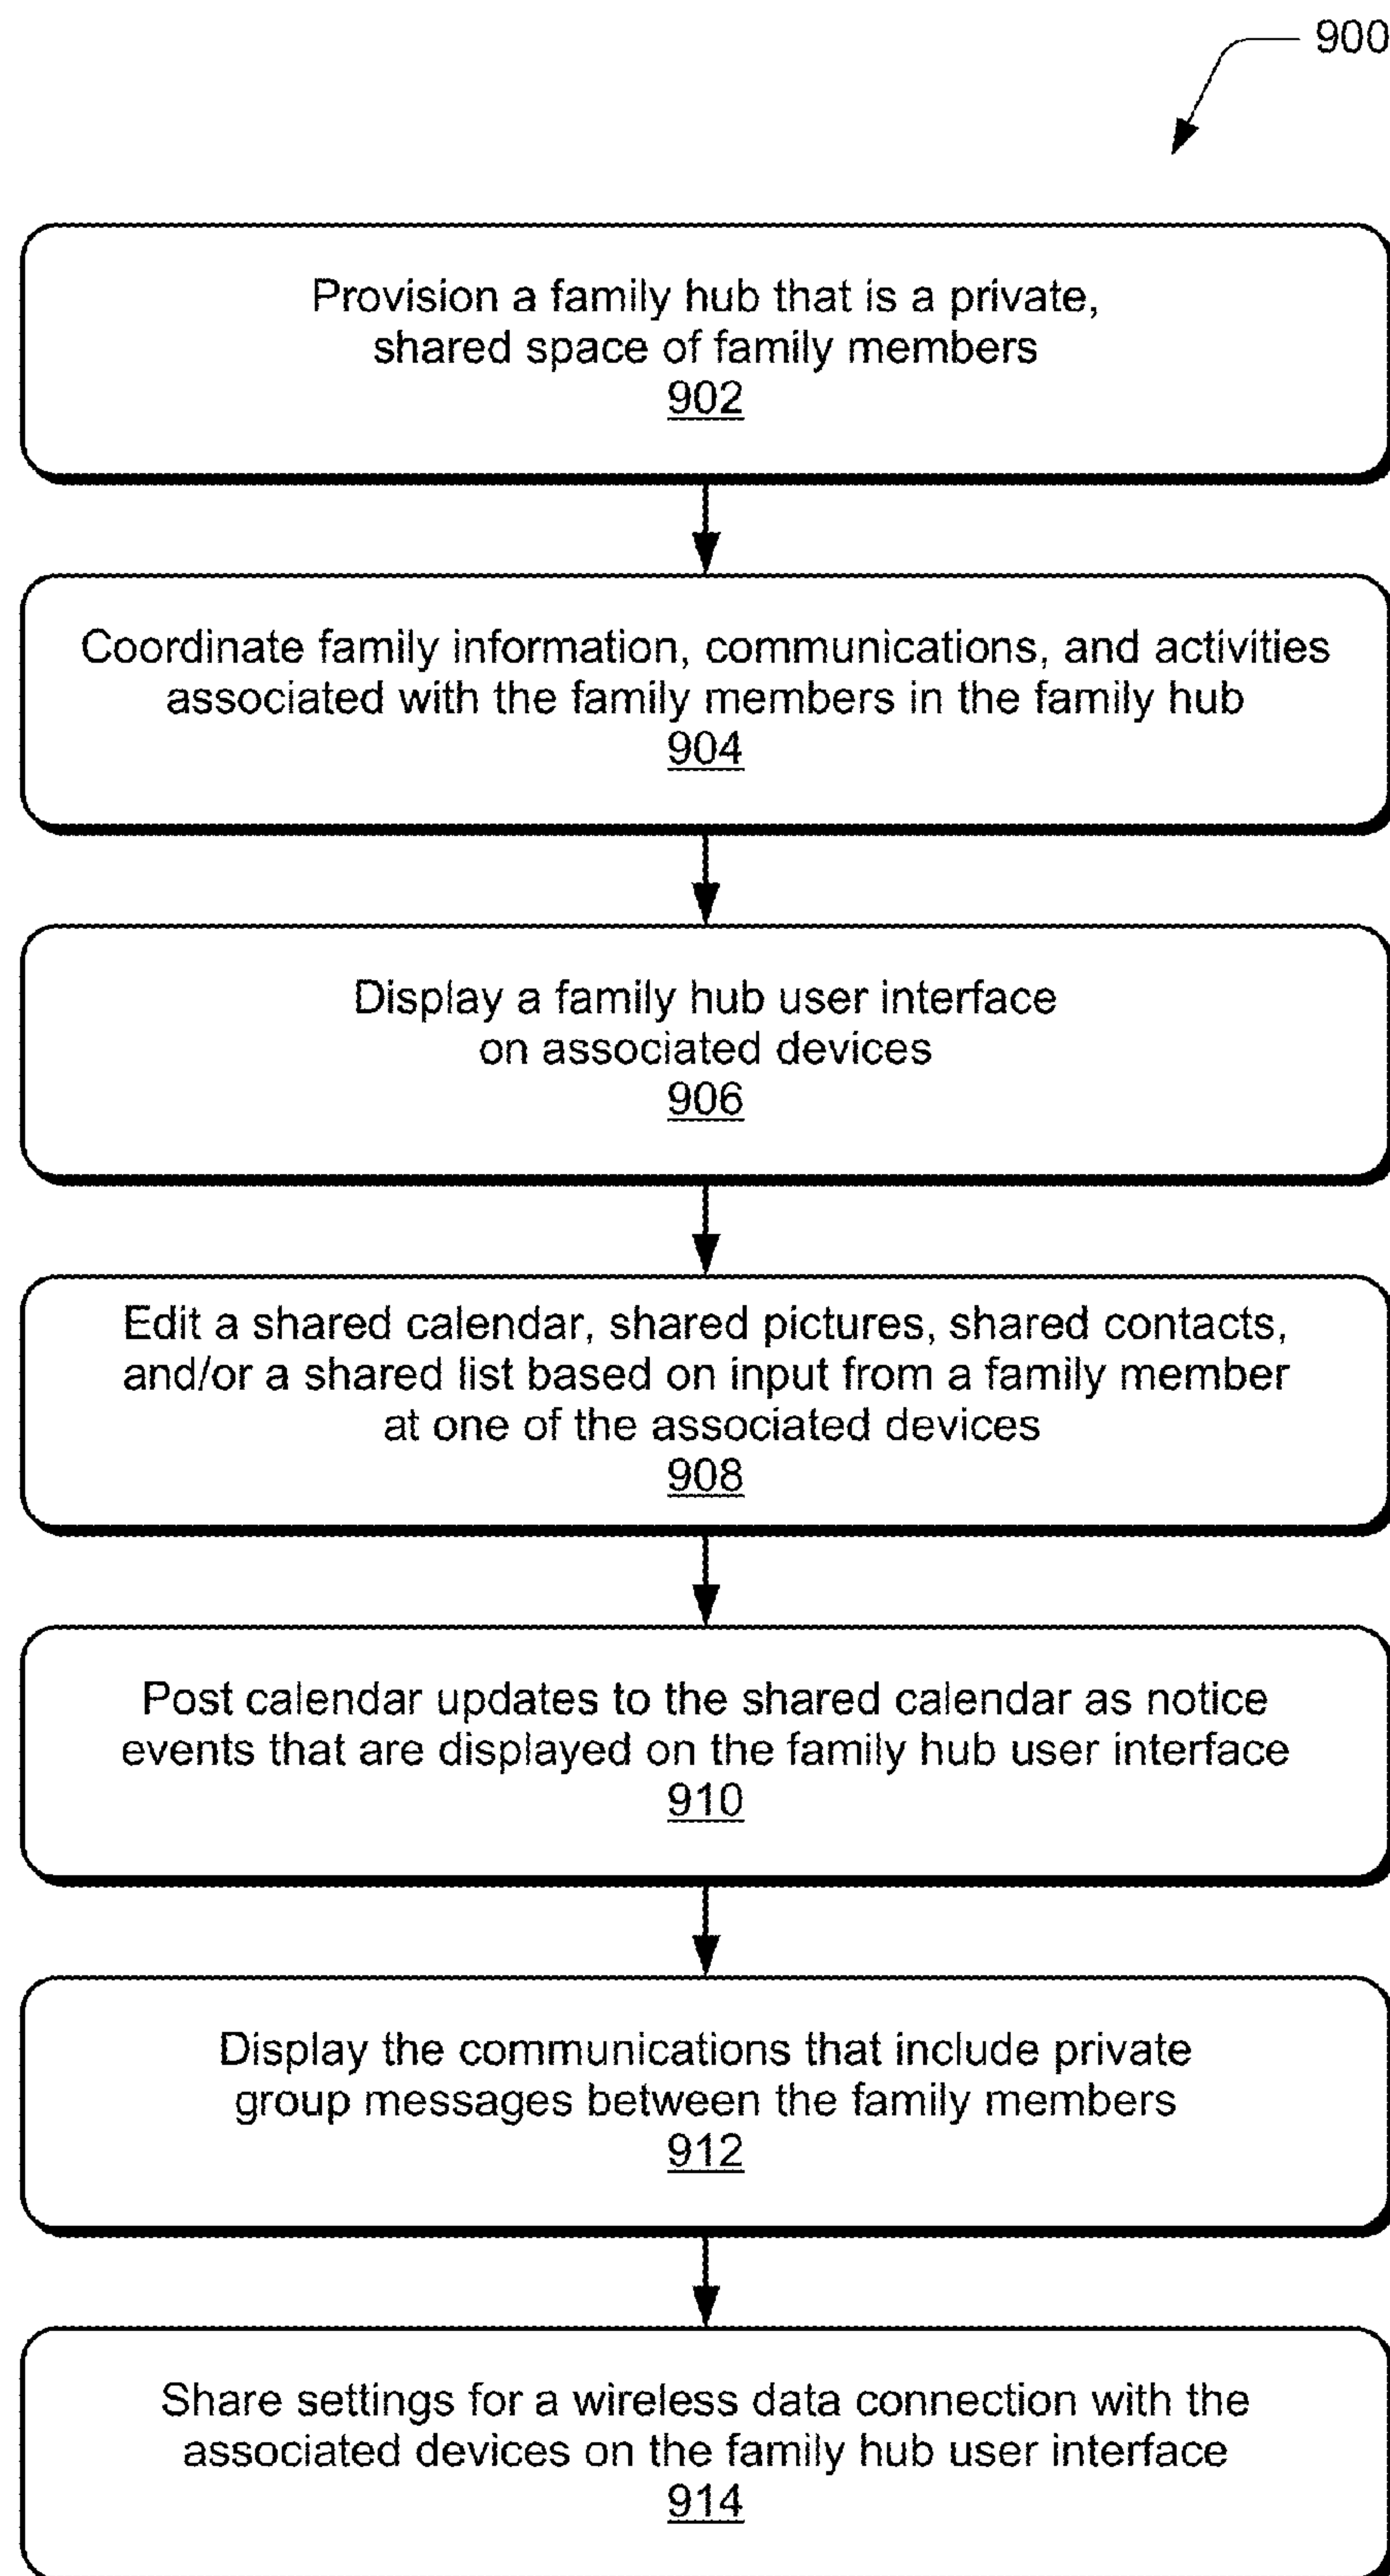 900
Provision a family hub that is a private,
shared space of family members
902
Coordinate family information, communications, and activities
associated with the family members in the family hub
904
Display a family hub user interface
on associated devices
906
Edit a shared calendar, shared pictures, shared contacts,
and/or a shared list based on input from a family member
at one of the associated devices
908
Post calendar updates to the shared calendar as notice
events that are displayed on the family hub user interface
910
Display the communications that include private
group messages between the family members
912
Share settings for a wireless data connection with the
associated devices on the family hub user interface
914